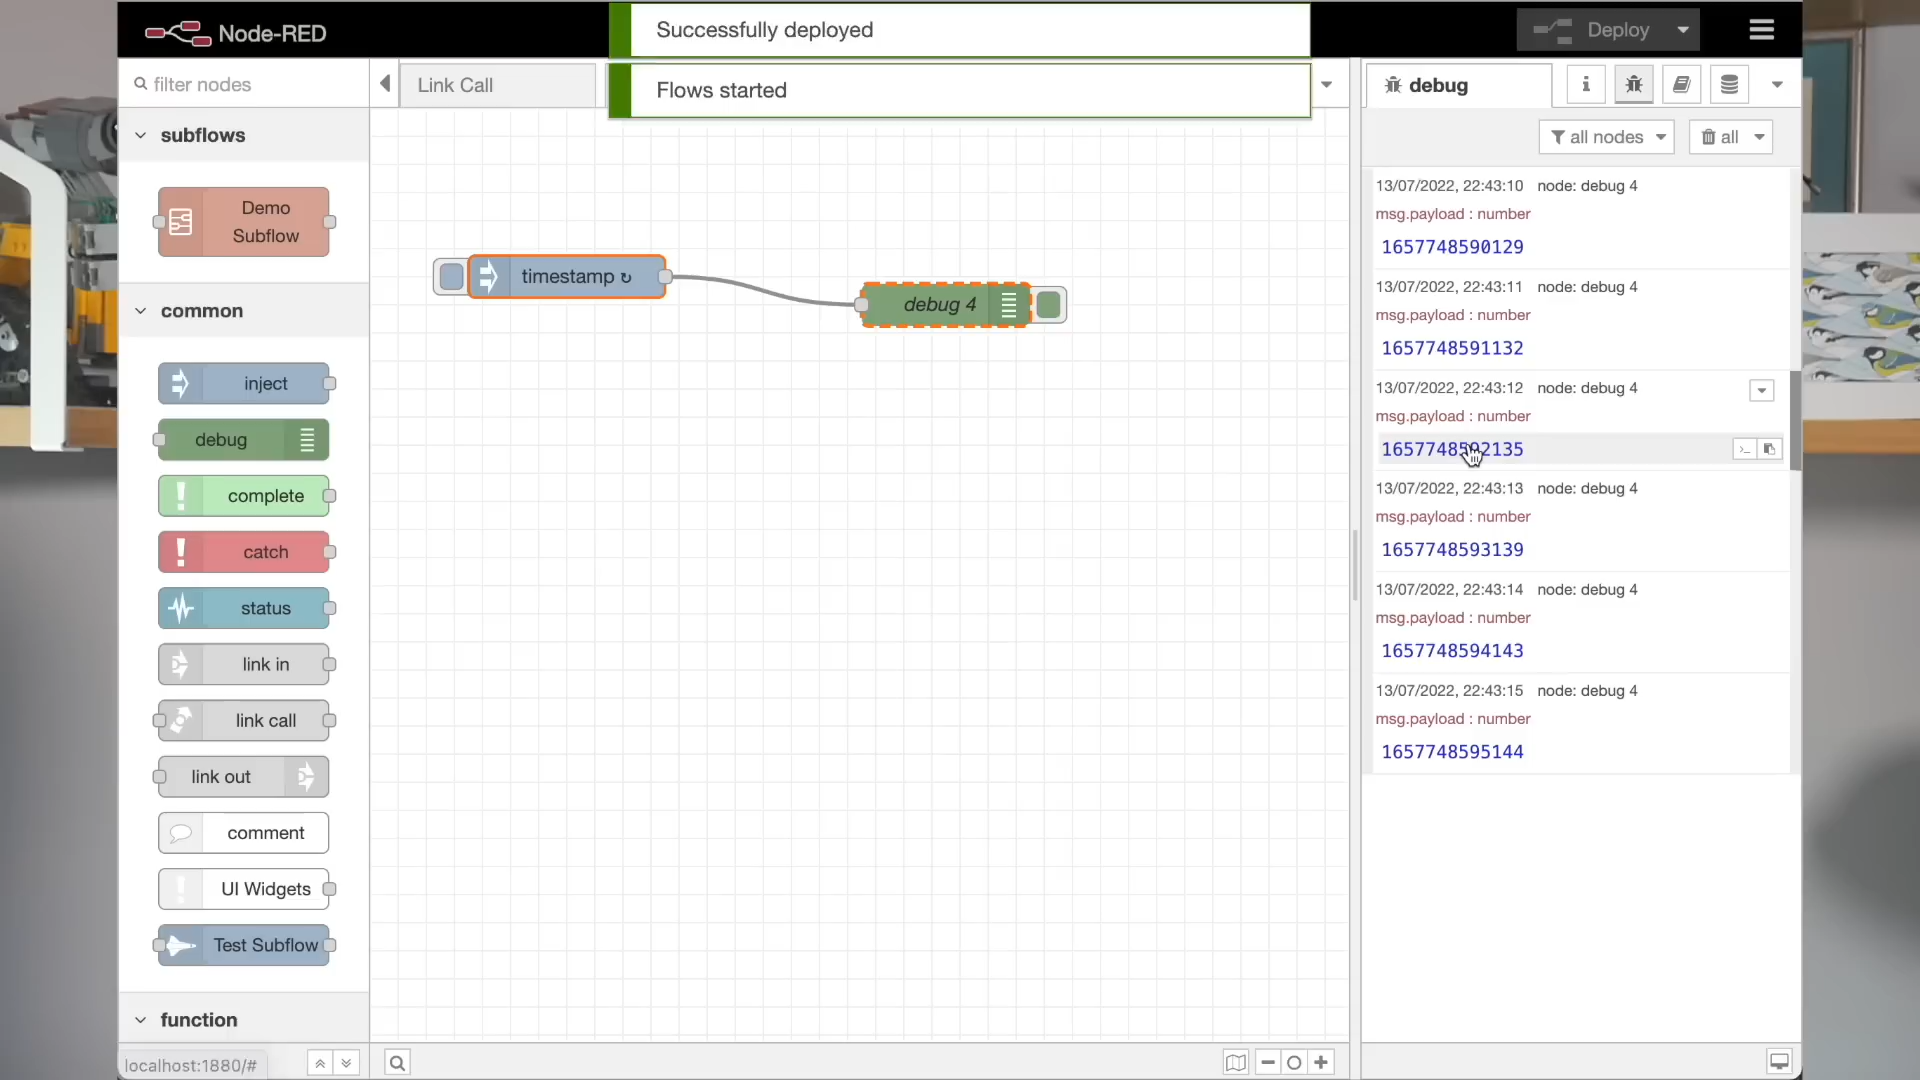 Node-RED
Successfully deployed
Deploy
filter nodes
Link Call
Flows started
debug
subflows
all nodes
all
Demo
Subflow
common
inject
debug
complete
catch
status
link in
link call
link out
comment
UI Widgets
Test Subflow
function
localhost:1880/#
timestamp ↻
debug 4
13/07/2022, 22:43:10 node: debug 4
msg.payload : number
1657748590129
13/07/2022, 22:43:11 node: debug 4
msg.payload : number
1657748591132
13/07/2022, 22:43:12 node: debug 4
msg.payload : number
1657748592135
13/07/2022, 22:43:13 node: debug 4
msg.payload : number
1657748593139
13/07/2022, 22:43:14 node: debug 4
msg.payload : number
1657748594143
13/07/2022, 22:43:15 node: debug 4
msg.payload : number
1657748595144